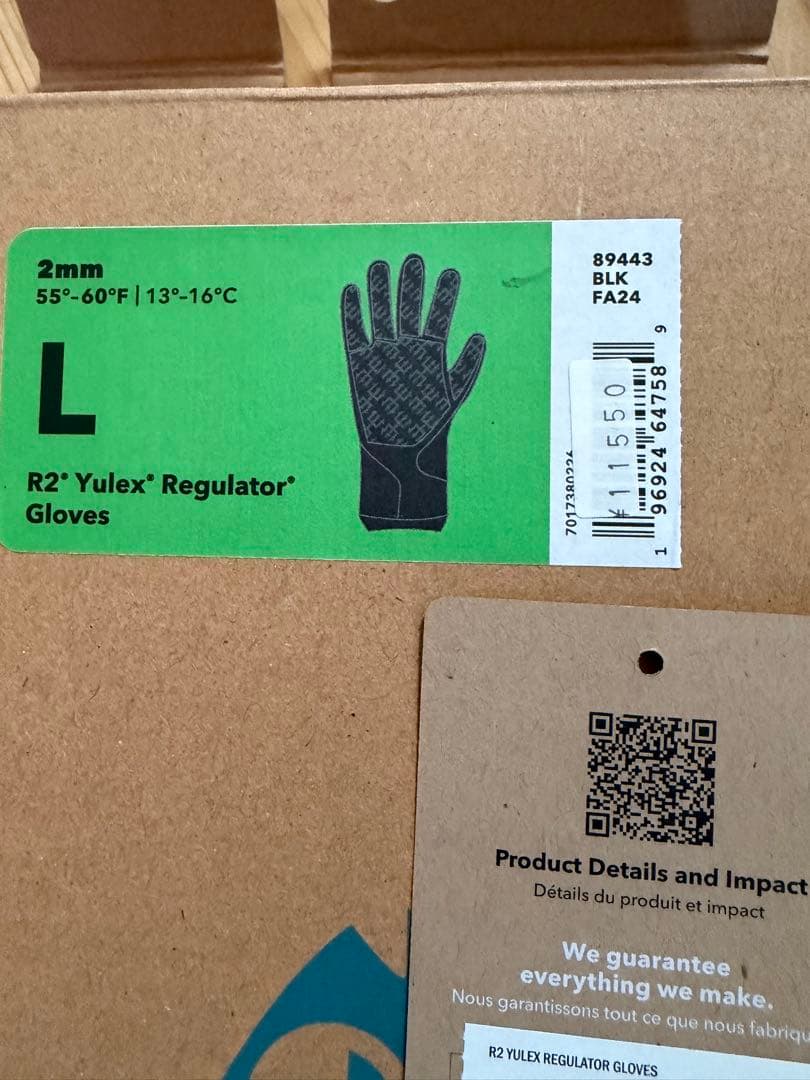 2mm
55°–60°F | 13°–16°C
L
R2® Yulex® Regulator®
Gloves
89443
BLK
FA24
¥11550
1 96924 64758 9
Product Details and Impact
Détails du produit et impact
We guarantee
everything we make.
Nous garantissons tout ce que nous
R2 YULEX REGULATOR GLOVES